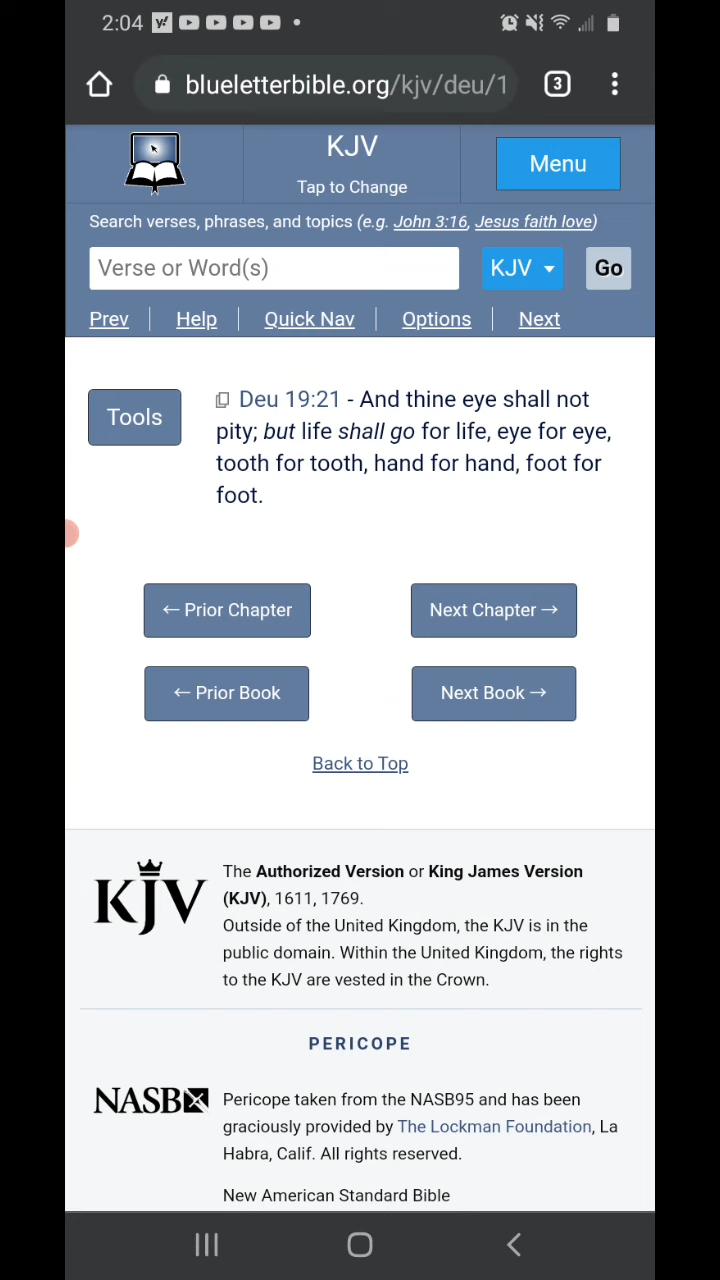 2:04
blueletterbible.org/kjv/deu/1
3
KJV
Tap to Change
Menu
Search verses, phrases, and topics (e.g. John 3:16, Jesus faith love)
Verse or Word(s)
KJV
Go
Prev
Help
Quick Nav
Options
Next
Tools
Deu 19:21 - And thine eye shall not
pity; but life shall go for life, eye for eye,
tooth for tooth, hand for hand, foot for
foot.
← Prior Chapter
Next Chapter →
← Prior Book
Next Book →
Back to Top
KJV
The Authorized Version or King James Version
(KJV), 1611, 1769.
Outside of the United Kingdom, the KJV is in the
public domain. Within the United Kingdom, the rights
to the KJV are vested in the Crown.
PERICOPE
NASB
Pericope taken from the NASB95 and has been
graciously provided by The Lockman Foundation, La
Habra, Calif. All rights reserved.
New American Standard Bible